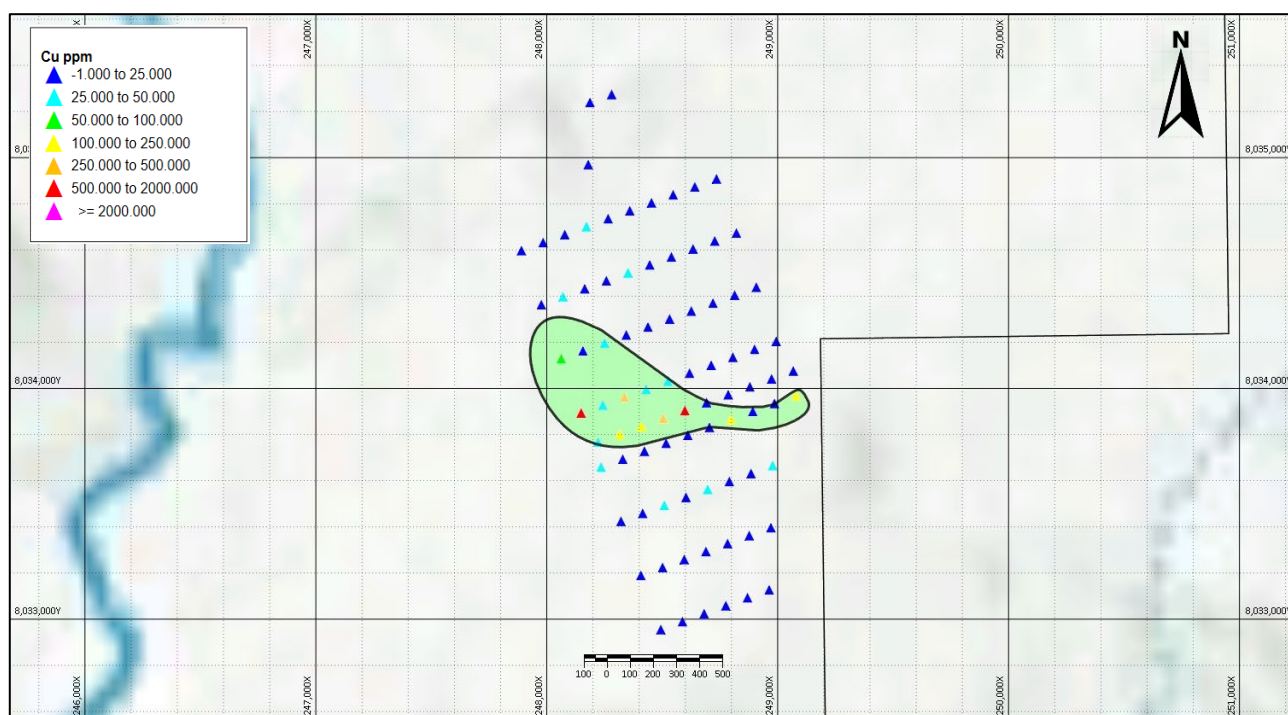 Cu ppm
-1.000 to 25.000
25.000 to 50.000
50.000 to 100.000
100.000 to 250.000
250.000 to 500.000
500.000 to 2000.000
>= 2000.000
X
247,000X
248,000X
249,000X
250,000X
251,000X
N
8,03
8,035,000Y
8,034,000Y
8,034,000Y
8,033,000Y
8,033,000Y
100 0 100 200 300 400 500
246,000X
247,000X
248,000X
249,000X
250,000X
251,000X